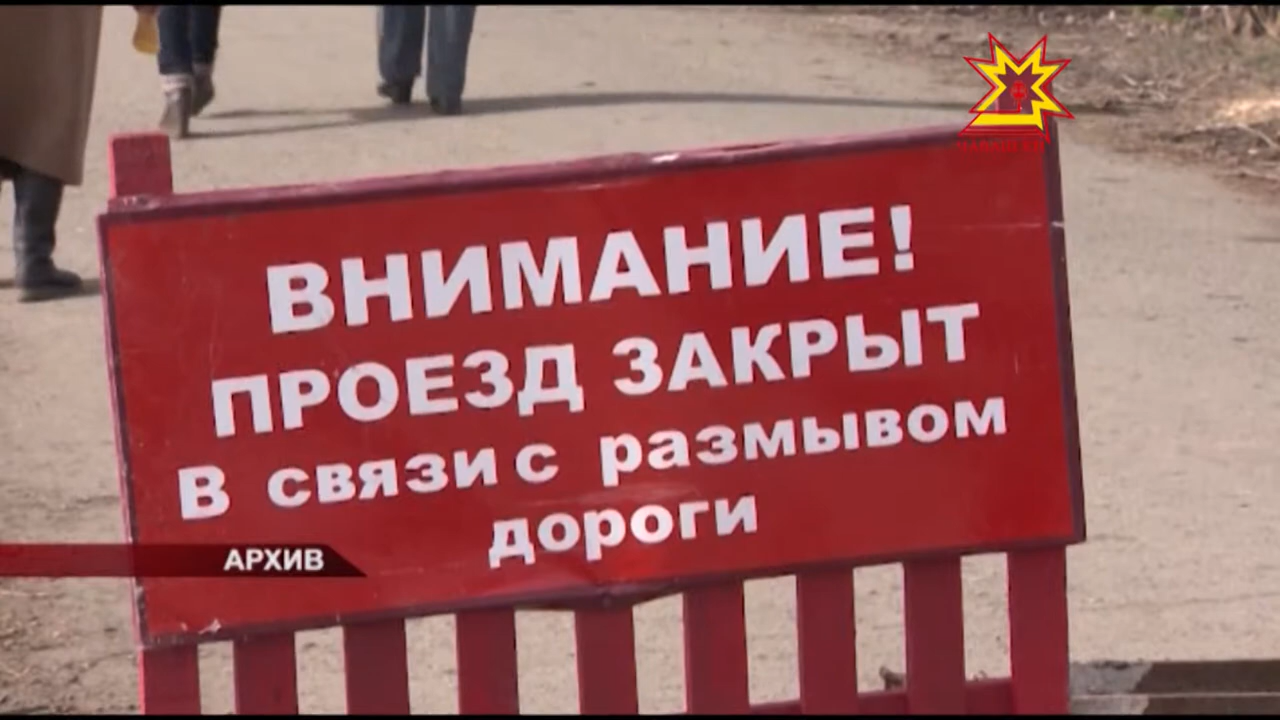 ВНИМАНИЕ!
ПРОЕЗД ЗАКРЫТ
В связи с размывом
дороги
АРХИВ